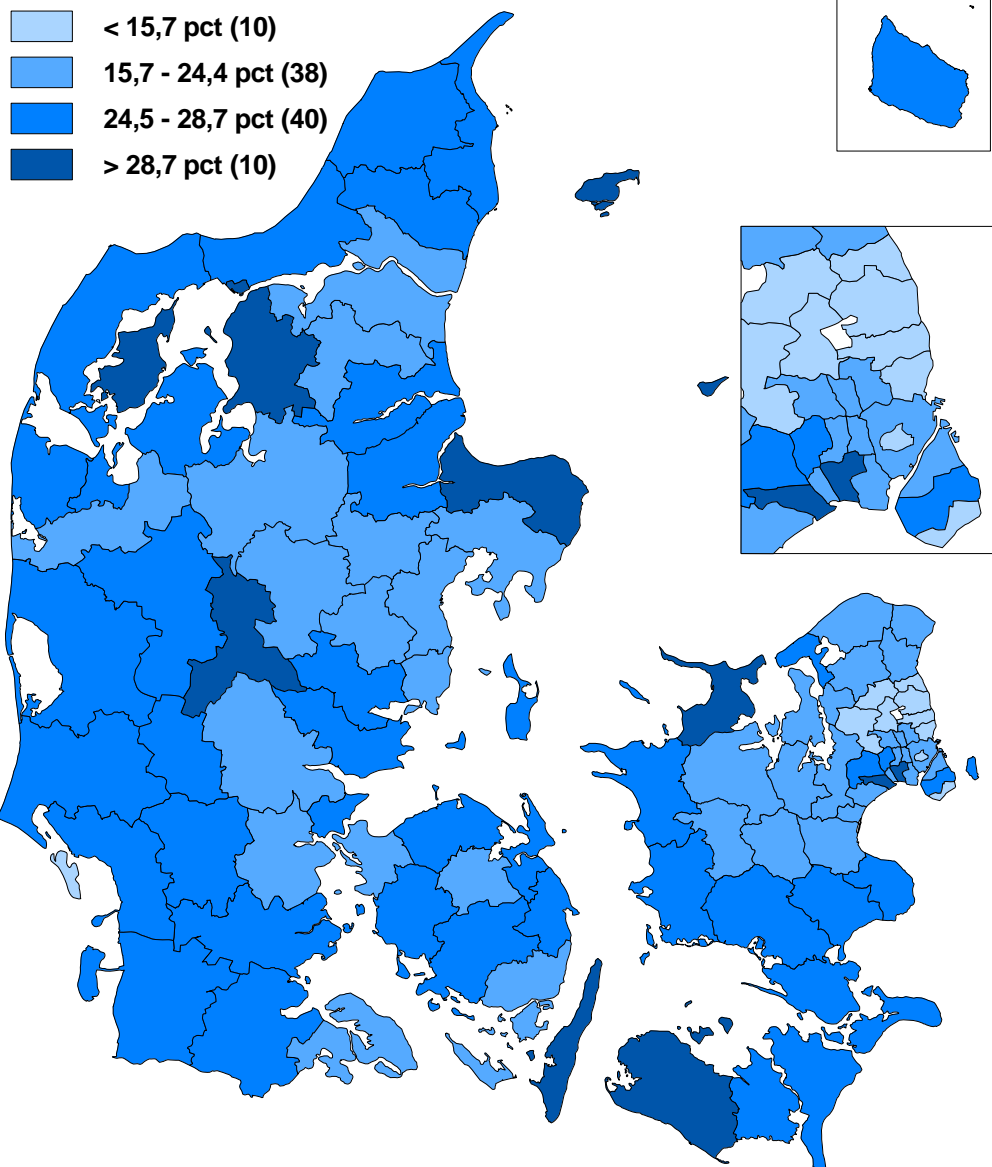 < 15,7 pct (10)
15,7 - 24,4 pct (38)
24,5 - 28,7 pct (40)
> 28,7 pct (10)